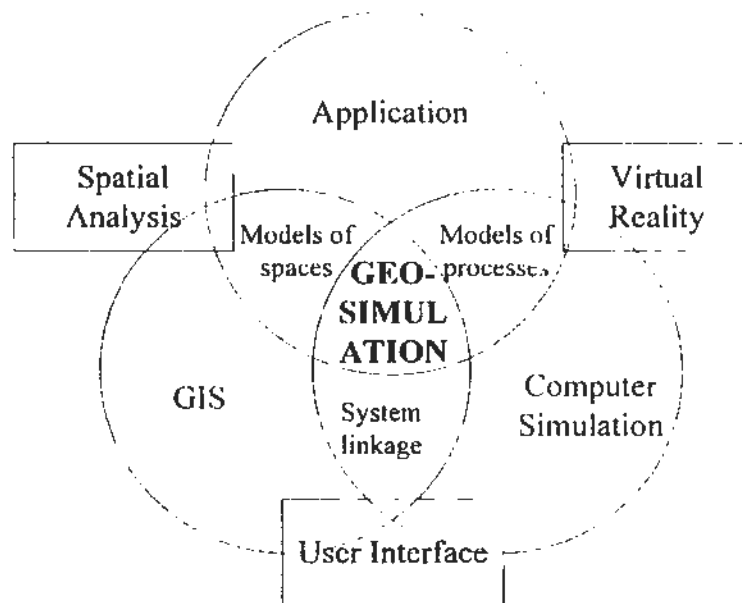 Application
Spatial
Analysis
Virtual
Reality
Models of
spaces
Models of
processes
GEO-
SIMUL
ATION
GIS
Computer
Simulation
System
linkage
User Interface